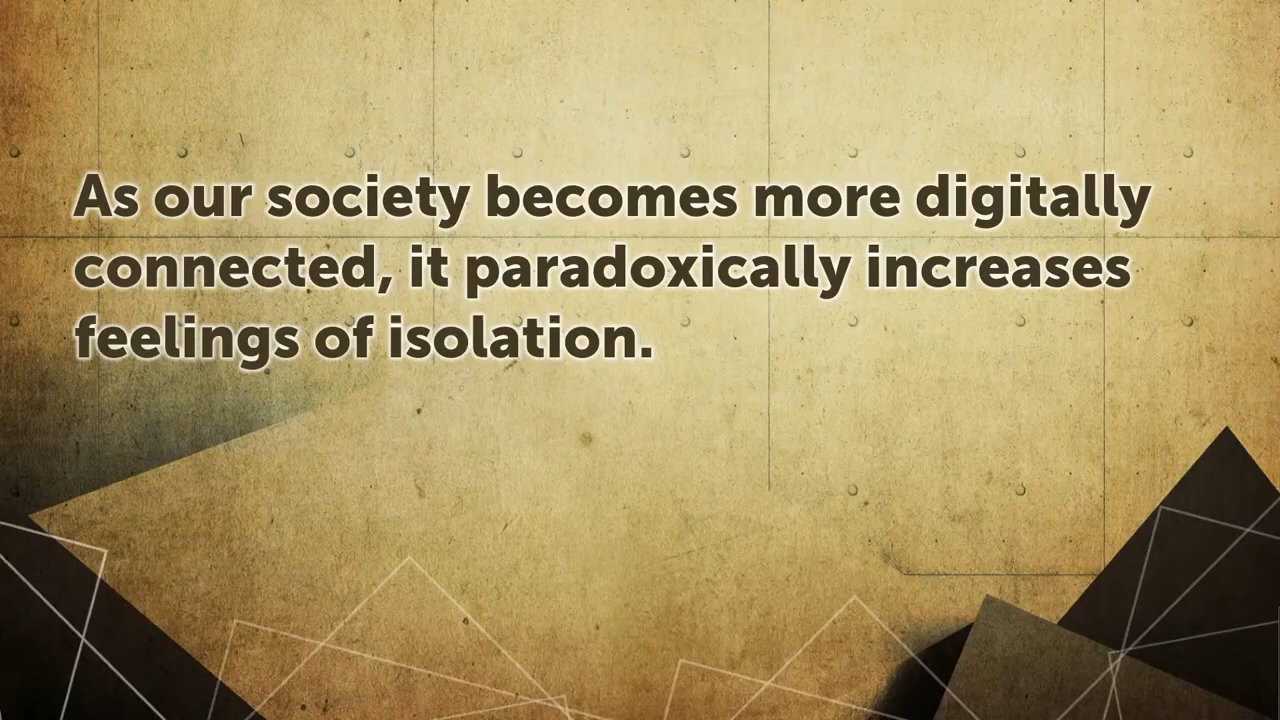 As our society becomes more digitally
connected, it paradoxically increases
feelings of isolation.